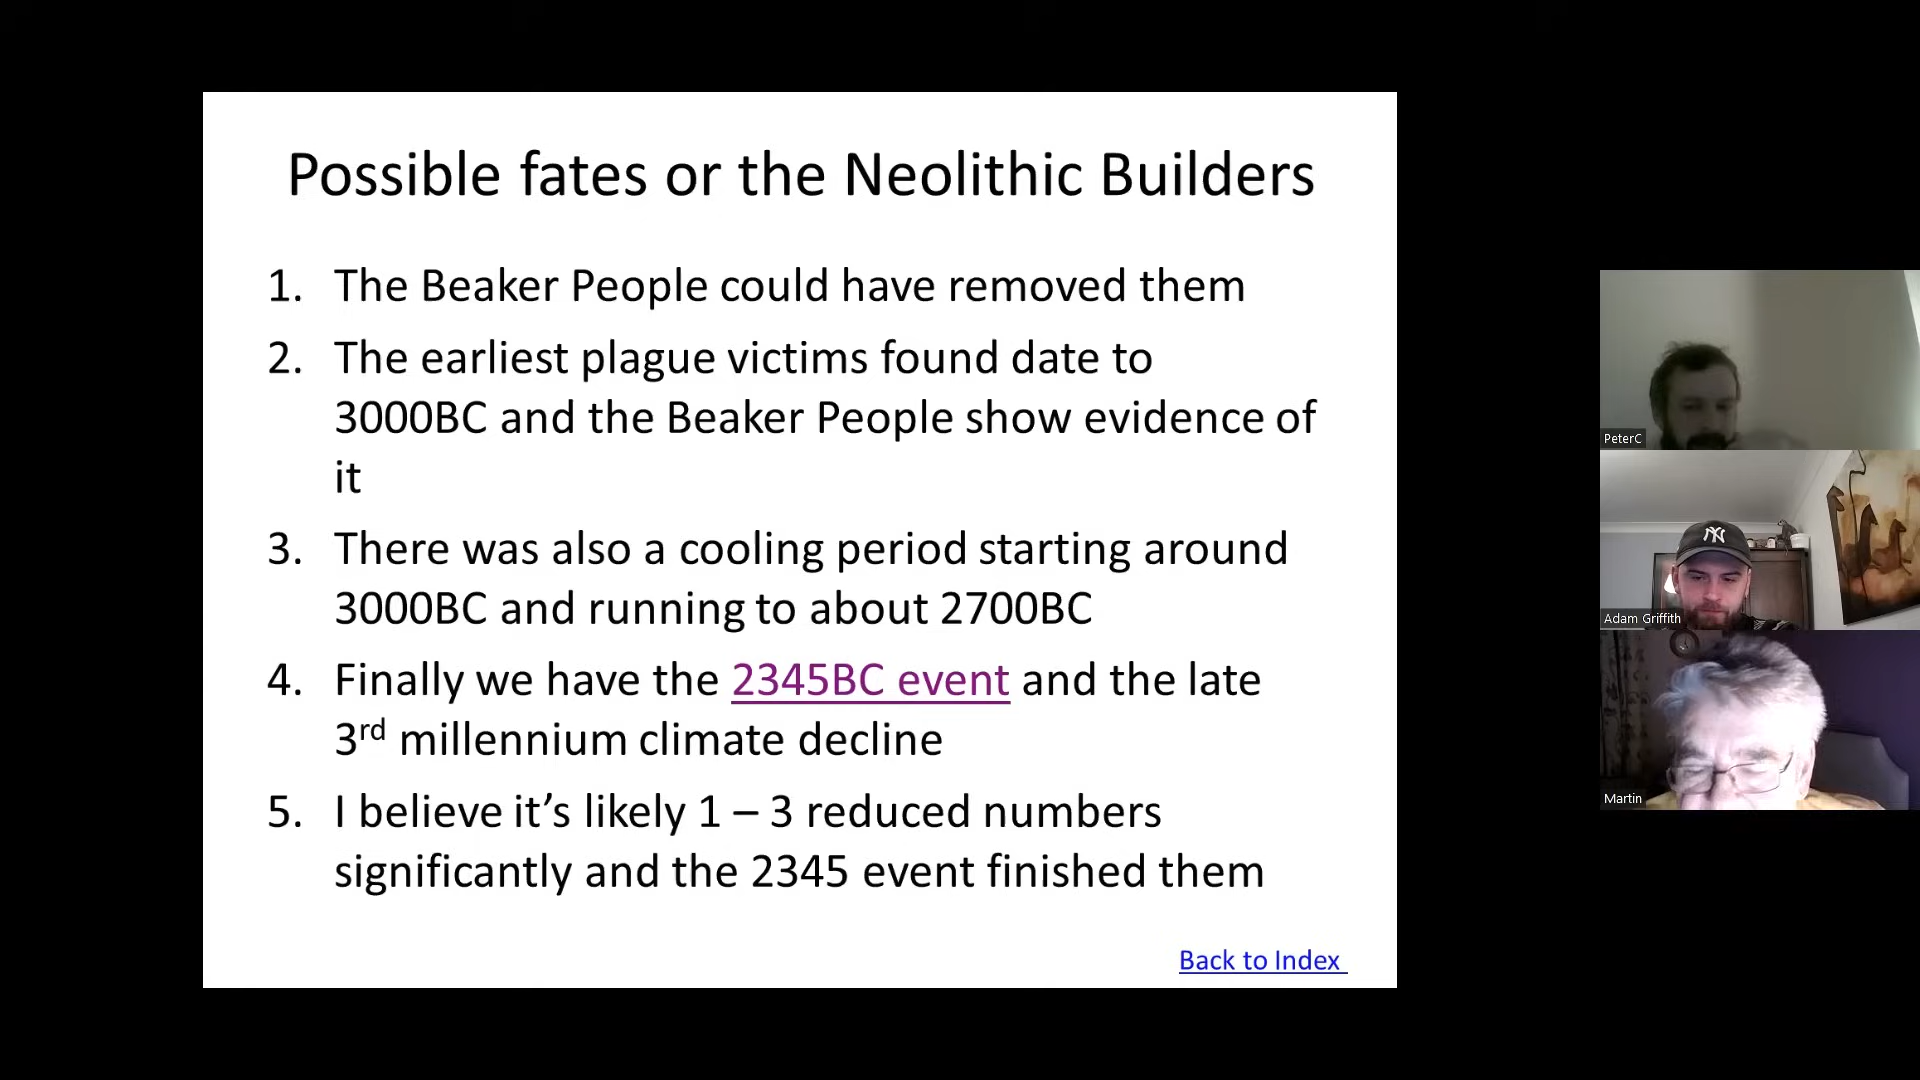 Possible fates or the Neolithic Builders
1. The Beaker People could have removed them
2. The earliest plague victims found date to
3000BC and the Beaker People show evidence of
it
3. There was also a cooling period starting around
3000BC and running to about 2700BC
4. Finally we have the 2345BC event and the late
3rd millennium climate decline
5. I believe it’s likely 1 – 3 reduced numbers
significantly and the 2345 event finished them
Back to Index
PeterC
NY
Adam Griffith
Martin